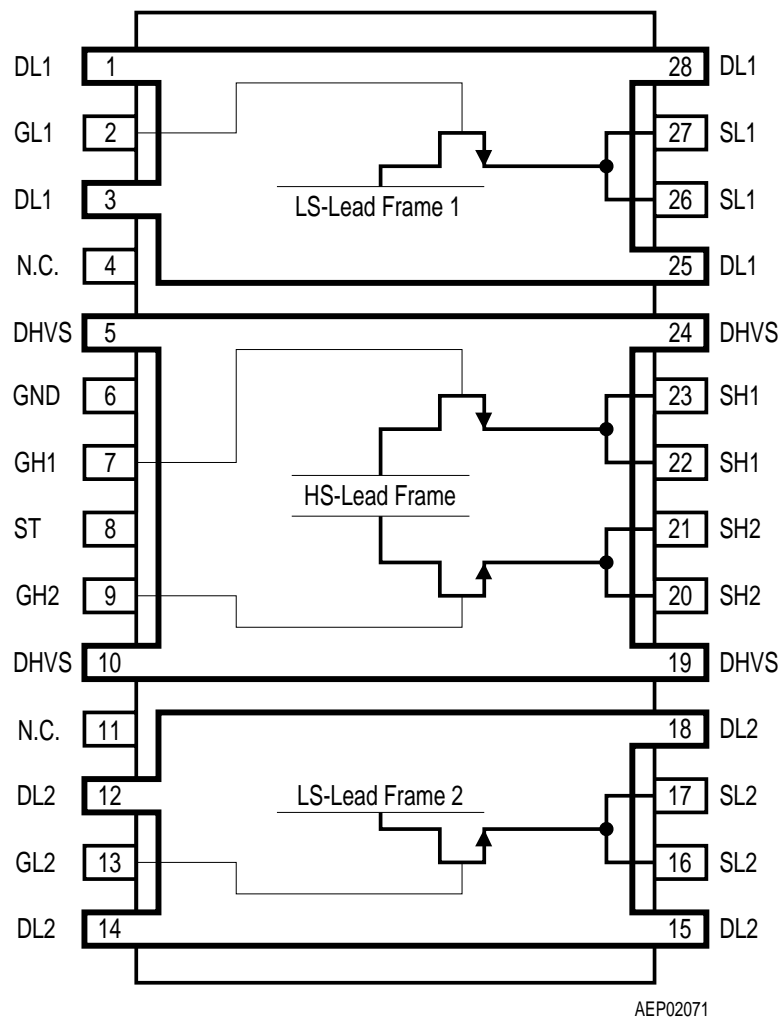 DL1 1 28 DL1
GL1 2 27 SL1
DL1 3 26 SL1
LS-Lead Frame 1
N.C. 4 25 DL1
DHVS 5 24 DHVS
GND 6 23 SH1
GH1 7 22 SH1
HS-Lead Frame
ST 8 21 SH2
GH2 9 20 SH2
DHVS 10 19 DHVS
N.C. 11 18 DL2
DL2 12 17 SL2
LS-Lead Frame 2
GL2 13 16 SL2
DL2 14 15 DL2
AEP02071